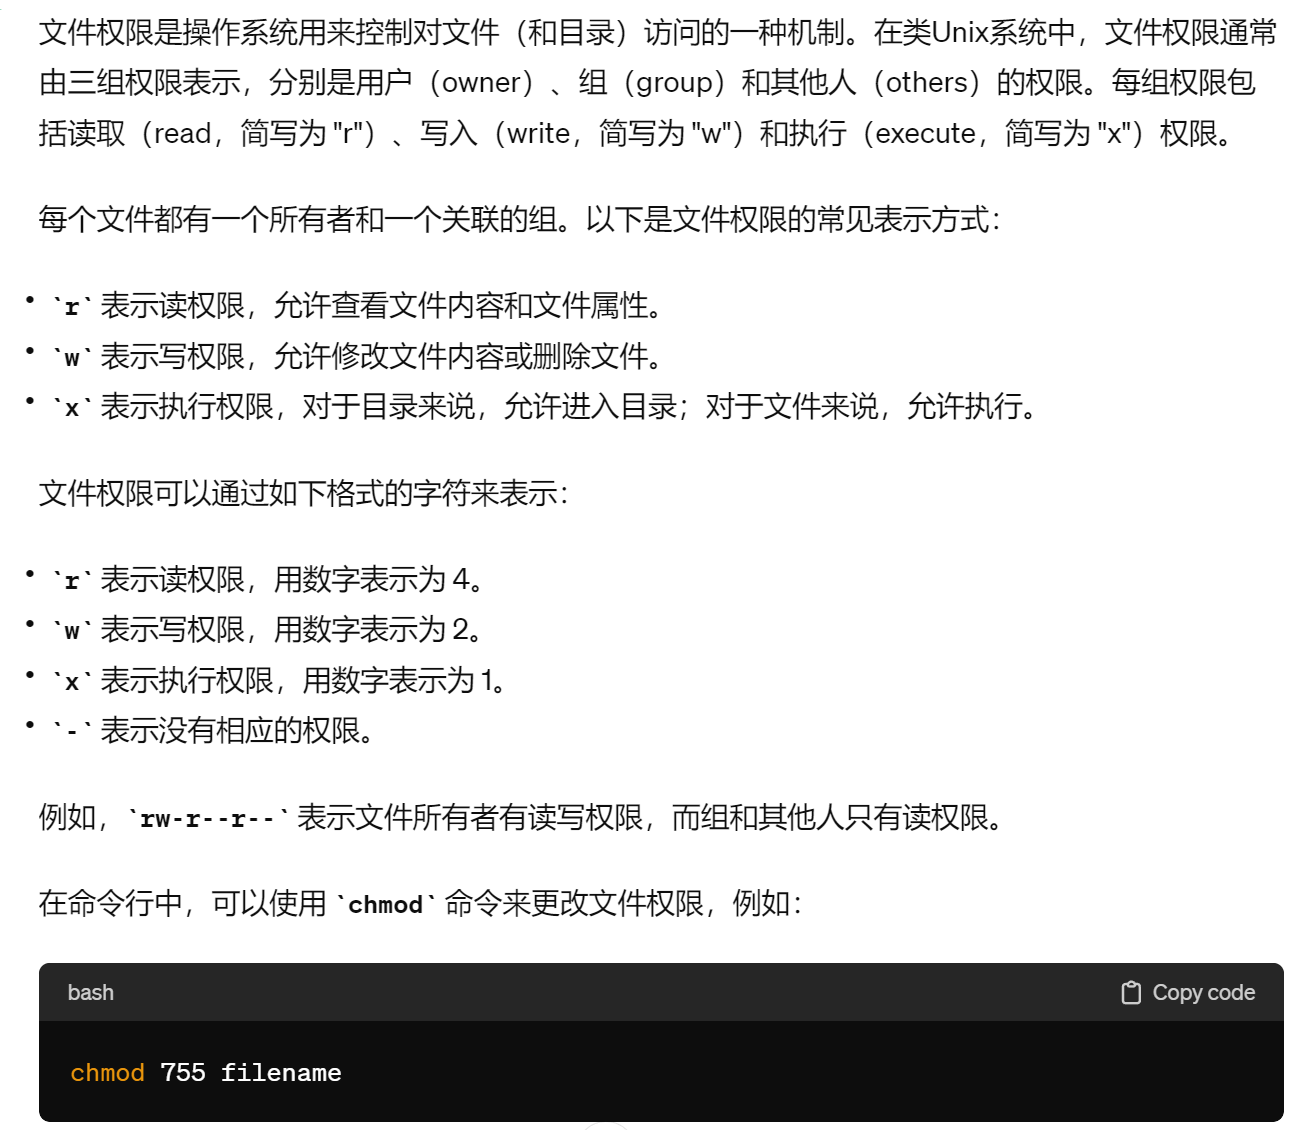 文件权限是操作系统用来控制对文件（和目录）访问的一种机制。在类Unix系统中，文件权限通常
由三组权限表示，分别是用户（owner）、组（group）和其他人（others）的权限。每组权限包
括读取（read，简写为 "r"）、写入（write，简写为 "w"）和执行（execute，简写为 "x"）权限。
每个文件都有一个所有者和一个关联的组。以下是文件权限的常见表示方式：
• `r` 表示读权限，允许查看文件内容和文件属性。
• `w` 表示写权限，允许修改文件内容或删除文件。
• `x` 表示执行权限，对于目录来说，允许进入目录；对于文件来说，允许执行。
文件权限可以通过如下格式的字符来表示：
• `r` 表示读权限，用数字表示为 4。
• `w` 表示写权限，用数字表示为 2。
• `x` 表示执行权限，用数字表示为 1。
• `-` 表示没有相应的权限。
例如，`rw-r--r--` 表示文件所有者有读写权限，而组和其他人只有读权限。
在命令行中，可以使用 `chmod` 命令来更改文件权限，例如：
bash Copy code
chmod 755 filename